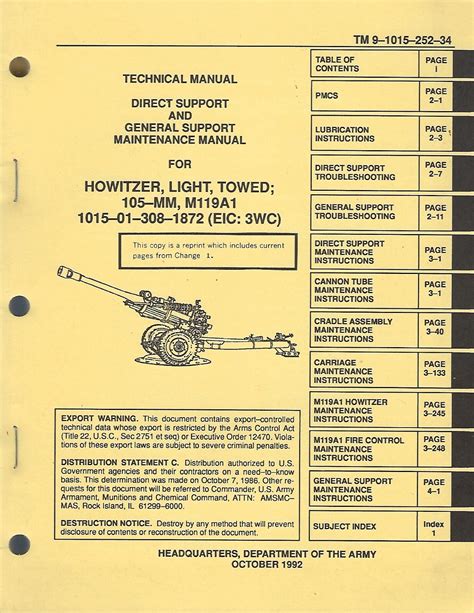 TM 9-1015-252-34
TECHNICAL MANUAL
DIRECT SUPPORT
AND
GENERAL SUPPORT
MAINTENANCE MANUAL
FOR
HOWITZER, LIGHT, TOWED;
105-MM, M119A1
1015-01-308-1872 (EIC: 3WC)
This copy is a reprint which includes current
pages from Change 1.
EXPORT WARNING. This document contains export-controlled
technical data whose export is restricted by the Arms Control Act
(Title 22, U.S.C., Sec 2751 et seq) or Executive Order 12470. Viola-
tions of these export laws are subject to severe criminal penalties.
DISTRIBUTION STATEMENT C. Distribution authorized to U.S.
Government agencies and their contractors on a need-to-know
basis. This determination was made on October 7, 1986. Other re-
quests for this document will be referred to Commander, U.S. Army
Armament, Munitions and Chemical Command, ATTN: AMSMC-
MAS, Rock Island, IL 61299-6000.
DESTRUCTION NOTICE. Destroy by any method that will prevent
disclosure of contents or reconstruction of the document.
TABLE OF
CONTENTS
PAGE
i
PMCS
PAGE
2-1
LUBRICATION
INSTRUCTIONS
PAGE
2-3
DIRECT SUPPORT
TROUBLESHOOTING
PAGE
2-7
GENERAL SUPPORT
TROUBLESHOOTING
PAGE
2-11
DIRECT SUPPORT
MAINTENANCE
INSTRUCTIONS
PAGE
3-1
CANNON TUBE
MAINTENANCE
INSTRUCTIONS
PAGE
3-1
CRADLE ASSEMBLY
MAINTENANCE
INSTRUCTIONS
PAGE
3-40
CARRIAGE
MAINTENANCE
INSTRUCTIONS
PAGE
3-133
M119A1 HOWITZER
MAINTENANCE
INSTRUCTIONS
PAGE
3-245
M119A1 FIRE CONTROL
MAINTENANCE
INSTRUCTIONS
PAGE
3-248
GENERAL SUPPORT
MAINTENANCE
INSTRUCTIONS
PAGE
4-1
SUBJECT INDEX
Index
1
HEADQUARTERS, DEPARTMENT OF THE ARMY
OCTOBER 1992